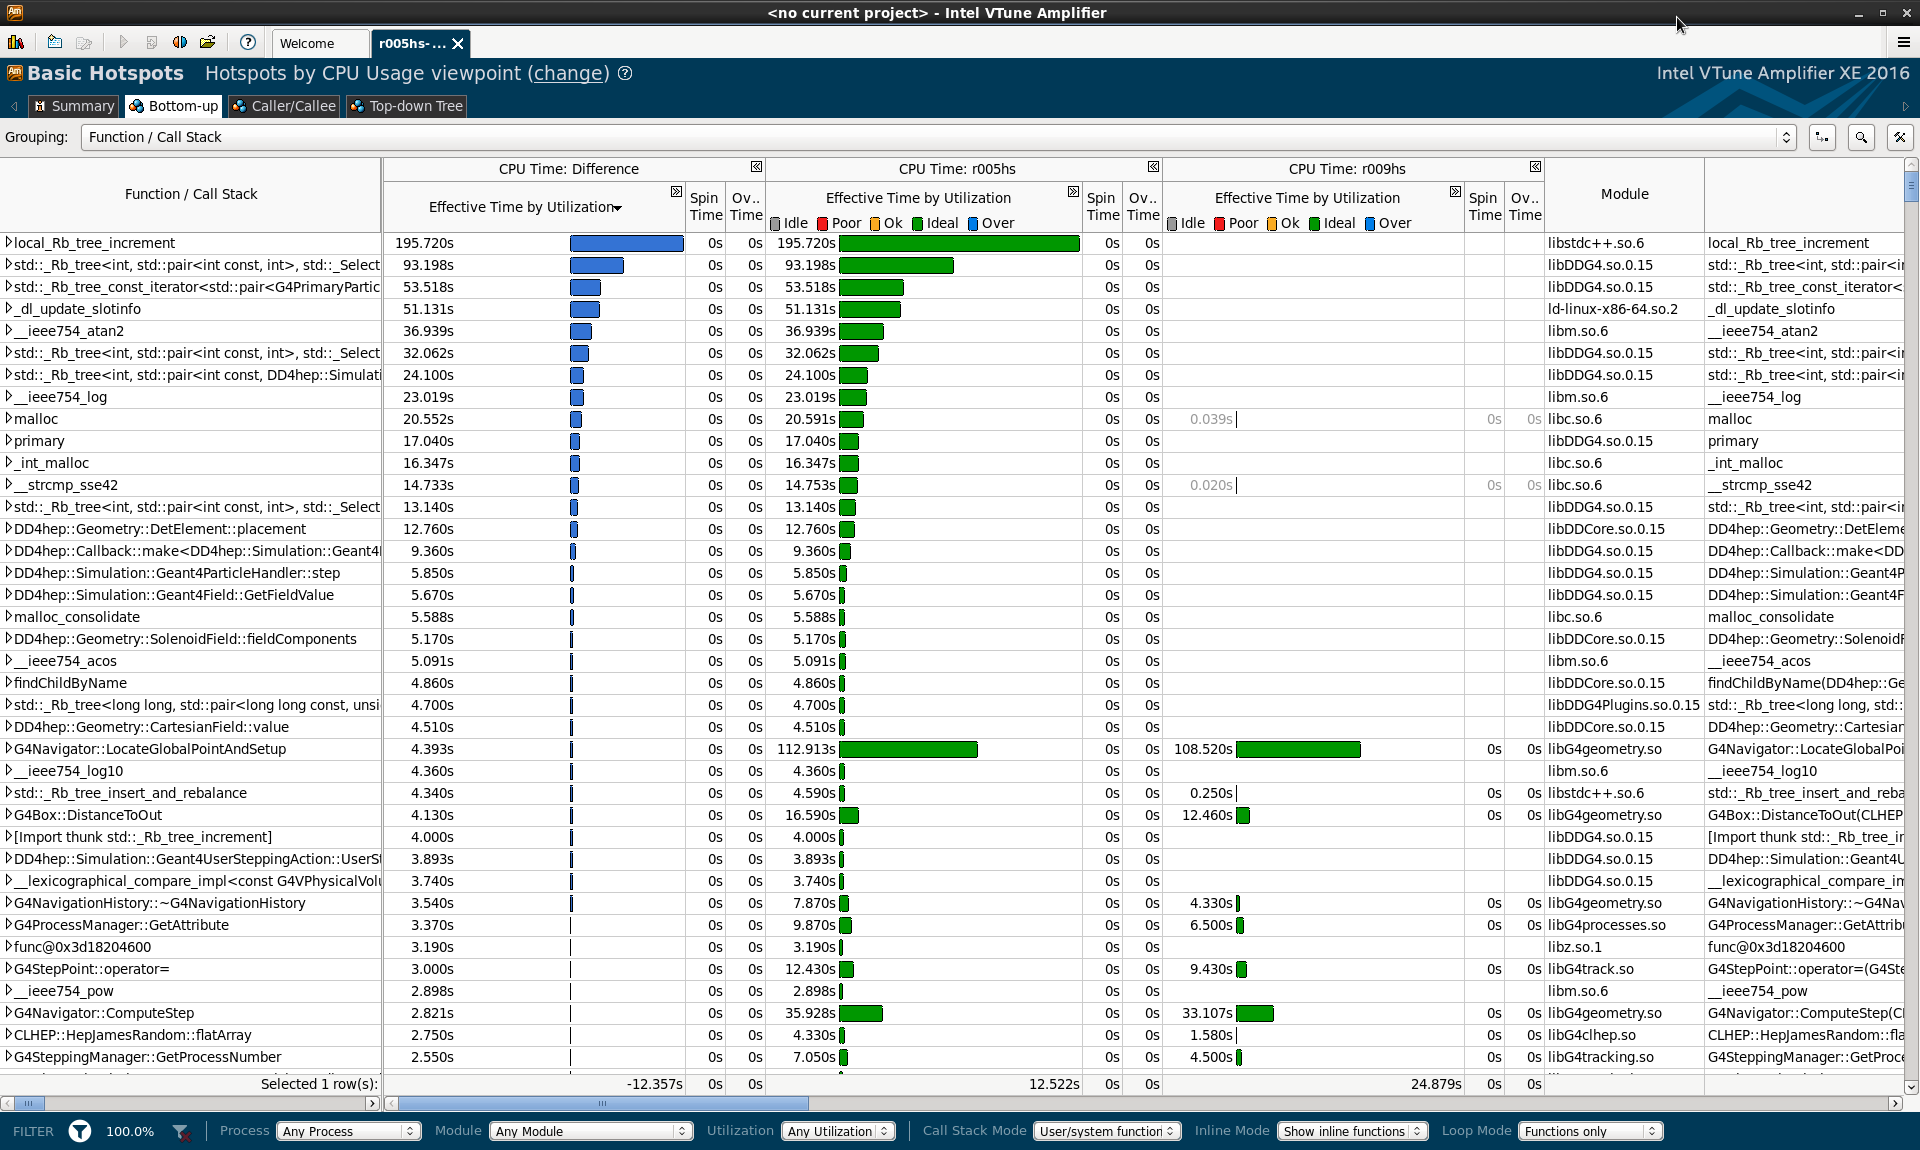 <no current project> - Intel VTune Amplifier
Welcome
r005hs-...
Basic Hotspots Hotspots by CPU Usage viewpoint (change)
Intel VTune Amplifier XE 2016
Summary Bottom-up Caller/Callee Top-down Tree
Grouping: Function / Call Stack
Function / Call Stack
CPU Time: Difference
CPU Time: r005hs
CPU Time: r009hs
Module
Effective Time by Utilization Spin Time Ov.. Time
Effective Time by Utilization Spin Time Ov.. Time
Idle Poor Ok Ideal Over
Effective Time by Utilization Spin Time Ov.. Time
Idle Poor Ok Ideal Over
local_Rb_tree_increment 195.720s 0s 0s 195.720s 0s 0s libstdc++.so.6 local_Rb_tree_increment
std::_Rb_tree<int, std::pair<int const, int>, std::_Select 93.198s 0s 0s 93.198s 0s 0s libDDG4.so.0.15 std::_Rb_tree<int, std::pair<i
std::_Rb_tree_const_iterator<std::pair<G4PrimaryPartic 53.518s 0s 0s 53.518s 0s 0s libDDG4.so.0.15 std::_Rb_tree_const_iterator<
_dl_update_slotinfo 51.131s 0s 0s 51.131s 0s 0s ld-linux-x86-64.so.2 _dl_update_slotinfo
__ieee754_atan2 36.939s 0s 0s 36.939s 0s 0s libm.so.6 __ieee754_atan2
std::_Rb_tree<int, std::pair<int const, int>, std::_Select 32.062s 0s 0s 32.062s 0s 0s libDDG4.so.0.15 std::_Rb_tree<int, std::pair<i
std::_Rb_tree<int, std::pair<int const, DD4hep::Simulati 24.100s 0s 0s 24.100s 0s 0s libDDG4.so.0.15 std::_Rb_tree<int, std::pair<i
__ieee754_log 23.019s 0s 0s 23.019s 0s 0s libm.so.6 __ieee754_log
malloc 20.552s 0s 0s 20.591s 0s 0s 0.039s 0s 0s libc.so.6 malloc
primary 17.040s 0s 0s 17.040s 0s 0s libDDG4.so.0.15 primary
_int_malloc 16.347s 0s 0s 16.347s 0s 0s libc.so.6 _int_malloc
__strcmp_sse42 14.733s 0s 0s 14.753s 0s 0s 0.020s 0s 0s libc.so.6 __strcmp_sse42
std::_Rb_tree<int, std::pair<int const, int>, std::_Select 13.140s 0s 0s 13.140s 0s 0s libDDG4.so.0.15 std::_Rb_tree<int, std::pair<i
DD4hep::Geometry::DetElement::placement 12.760s 0s 0s 12.760s 0s 0s libDDCore.so.0.15 DD4hep::Geometry::DetEleme
DD4hep::Callback::make<DD4hep::Simulation::Geant4 9.360s 0s 0s 9.360s 0s 0s libDDG4.so.0.15 DD4hep::Callback::make<DD
DD4hep::Simulation::Geant4ParticleHandler::step 5.850s 0s 0s 5.850s 0s 0s libDDG4.so.0.15 DD4hep::Simulation::Geant4P
DD4hep::Simulation::Geant4Field::GetFieldValue 5.670s 0s 0s 5.670s 0s 0s libDDG4.so.0.15 DD4hep::Simulation::Geant4F
malloc_consolidate 5.588s 0s 0s 5.588s 0s 0s libc.so.6 malloc_consolidate
DD4hep::Geometry::SolenoidField::fieldComponents 5.170s 0s 0s 5.170s 0s 0s libDDCore.so.0.15 DD4hep::Geometry::SolenoidF
__ieee754_acos 5.091s 0s 0s 5.091s 0s 0s libm.so.6 __ieee754_acos
findChildByName 4.860s 0s 0s 4.860s 0s 0s libDDCore.so.0.15 findChildByName(DD4hep::Ge
std::_Rb_tree<long long, std::pair<long long const, unsi 4.700s 0s 0s 4.700s 0s 0s libDDG4Plugins.so.0.15 std::_Rb_tree<long long, std::
DD4hep::Geometry::CartesianField::value 4.510s 0s 0s 4.510s 0s 0s libDDCore.so.0.15 DD4hep::Geometry::Cartesian
G4Navigator::LocateGlobalPointAndSetup 4.393s 0s 0s 112.913s 0s 0s 108.520s 0s 0s libG4geometry.so G4Navigator::LocateGlobalPoi
__ieee754_log10 4.360s 0s 0s 4.360s 0s 0s libm.so.6 __ieee754_log10
std::_Rb_tree_insert_and_rebalance 4.340s 0s 0s 4.590s 0s 0s 0.250s 0s 0s libstdc++.so.6 std::_Rb_tree_insert_and_reba
G4Box::DistanceToOut 4.130s 0s 0s 16.590s 0s 0s 12.460s 0s 0s libG4geometry.so G4Box::DistanceToOut(CLHEP
[Import thunk std::_Rb_tree_increment] 4.000s 0s 0s 4.000s 0s 0s libDDG4.so.0.15 [Import thunk std::_Rb_tree_in
DD4hep::Simulation::Geant4UserSteppingAction::UserSt 3.893s 0s 0s 3.893s 0s 0s libDDG4.so.0.15 DD4hep::Simulation::Geant4U
__lexicographical_compare_impl<const G4VPhysicalVolu 3.740s 0s 0s 3.740s 0s 0s libDDG4.so.0.15 __lexicographical_compare_im
G4NavigationHistory::~G4NavigationHistory 3.540s 0s 0s 7.870s 0s 0s 4.330s 0s 0s libG4geometry.so G4NavigationHistory::~G4Nav
G4ProcessManager::GetAttribute 3.370s 0s 0s 9.870s 0s 0s 6.500s 0s 0s libG4processes.so G4ProcessManager::GetAttribu
func@0x3d18204600 3.190s 0s 0s 3.190s 0s 0s libz.so.1 func@0x3d18204600
G4StepPoint::operator= 3.000s 0s 0s 12.430s 0s 0s 9.430s 0s 0s libG4track.so G4StepPoint::operator=(G4Ste
__ieee754_pow 2.898s 0s 0s 2.898s 0s 0s libm.so.6 __ieee754_pow
G4Navigator::ComputeStep 2.821s 0s 0s 35.928s 0s 0s 33.107s 0s 0s libG4geometry.so G4Navigator::ComputeStep(Cl
CLHEP::HepJamesRandom::flatArray 2.750s 0s 0s 4.330s 0s 0s 1.580s 0s 0s libG4clhep.so CLHEP::HepJamesRandom::fla
G4SteppingManager::GetProcessNumber 2.550s 0s 0s 7.050s 0s 0s 4.500s 0s 0s libG4tracking.so G4SteppingManager::GetProce
Selected 1 row(s): -12.357s 0s 0s 12.522s 0s 0s 24.879s 0s 0s
FILTER 100.0% Process Any Process Module Any Module Utilization Any Utilization Call Stack Mode User/system function Inline Mode Show inline functions Loop Mode Functions only